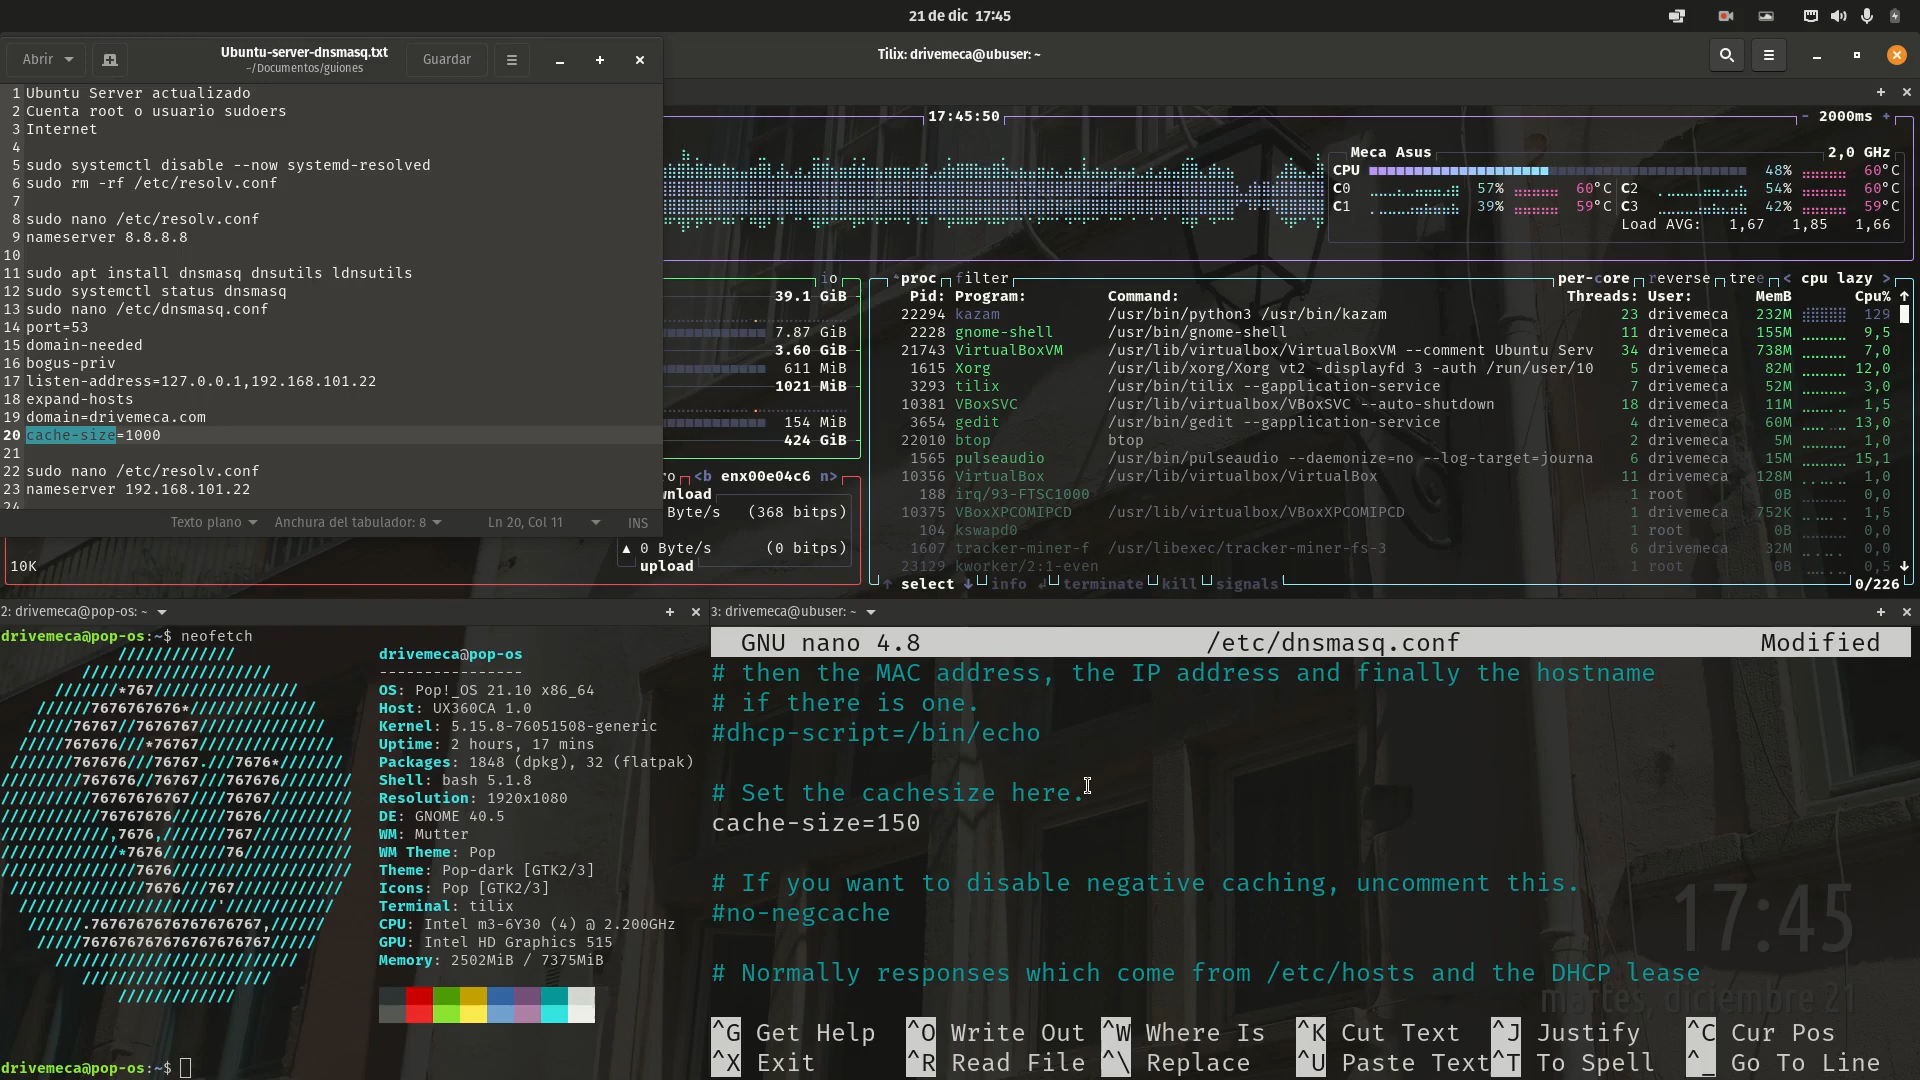 21 de dic  17:45
Abrir
Ubuntu-server-dnsmasq.txt
~/Documentos/guiones
Guardar
1 Ubuntu Server actualizado
2 Cuenta root o usuario sudoers
3 Internet
4
5 sudo systemctl disable --now systemd-resolved
6 sudo rm -rf /etc/resolv.conf
7
8 sudo nano /etc/resolv.conf
9 nameserver 8.8.8.8
10
11 sudo apt install dnsmasq dnsutils ldnsutils
12 sudo systemctl status dnsmasq
13 sudo nano /etc/dnsmasq.conf
14 port=53
15 domain-needed
16 bogus-priv
17 listen-address=127.0.0.1,192.168.101.22
18 expand-hosts
19 domain=drivemeca.com
20 cache-size=1000
21
22 sudo nano /etc/resolv.conf
23 nameserver 192.168.101.22
24
Texto plano Anchura del tabulador: 8 Ln 20, Col 11 INS
Tilix: drivemeca@ubuser: ~
17:45:50
- 2000ms +
Meca Asus 2,0 GHz
CPU 48% 60°C
C0 57% 60°C C2 54% 60°C
C1 39% 59°C C3 42% 59°C
Load AVG: 1,67 1,85 1,66
io
39.1 GiB
7.87 GiB
3.60 GiB
611 MiB
1021 MiB
154 MiB
424 GiB
ro <b enx00e04c6 n>
wnload
Byte/s (368 bitps)
▲ 0 Byte/s (0 bitps)
upload
10K
proc filter per-core reverse tree < cpu lazy >
Pid: Program: Command: Threads: User: MemB Cpu% ↑
22294 kazam /usr/bin/python3 /usr/bin/kazam 23 drivemeca 232M 129
2228 gnome-shell /usr/bin/gnome-shell 11 drivemeca 155M 9,5
21743 VirtualBoxVM /usr/lib/virtualbox/VirtualBoxVM --comment Ubuntu Serv 34 drivemeca 738M 7,0
1615 Xorg /usr/lib/xorg/Xorg vt2 -displayfd 3 -auth /run/user/10 5 drivemeca 82M 12,0
3293 tilix /usr/bin/tilix --gapplication-service 7 drivemeca 52M 3,0
10381 VBoxSVC /usr/lib/virtualbox/VBoxSVC --auto-shutdown 18 drivemeca 11M 1,5
3654 gedit /usr/bin/gedit --gapplication-service 4 drivemeca 60M 13,0
22010 btop btop 2 drivemeca 5M 1,0
1565 pulseaudio /usr/bin/pulseaudio --daemonize=no --log-target=journa 6 drivemeca 15M 15,1
10356 VirtualBox /usr/lib/virtualbox/VirtualBox 11 drivemeca 128M 1,0
188 irq/93-FTSC1000 1 root 0B 0,0
10375 VBoxXPCOMIPCD /usr/lib/virtualbox/VBoxXPCOMIPCD 1 drivemeca 752K 1,5
104 kswapd0 1 root 0B 0,0
1607 tracker-miner-f /usr/libexec/tracker-miner-fs-3 6 drivemeca 32M 0,0
23129 kworker/2:1-even 1 root 0B 0,5 ↓
↑ select ↓ info ↲ terminate kill signals 0/226
2: drivemeca@pop-os: ~
drivemeca@pop-os:~$ neofetch
drivemeca@pop-os
----------------
OS: Pop!_OS 21.10 x86_64
Host: UX360CA 1.0
Kernel: 5.15.8-76051508-generic
Uptime: 2 hours, 17 mins
Packages: 1848 (dpkg), 32 (flatpak)
Shell: bash 5.1.8
Resolution: 1920x1080
DE: GNOME 40.5
WM: Mutter
WM Theme: Pop
Theme: Pop-dark [GTK2/3]
Icons: Pop [GTK2/3]
Terminal: tilix
CPU: Intel m3-6Y30 (4) @ 2.200GHz
GPU: Intel HD Graphics 515
Memory: 2502MiB / 7375MiB
drivemeca@pop-os:~$
3: drivemeca@ubuser: ~
GNU nano 4.8 /etc/dnsmasq.conf Modified
# then the MAC address, the IP address and finally the hostname
# if there is one.
#dhcp-script=/bin/echo

# Set the cachesize here.
cache-size=150

# If you want to disable negative caching, uncomment this.
#no-negcache

# Normally responses which come from /etc/hosts and the DHCP lease
17:45
martes, diciembre 21
^G Get Help ^O Write Out ^W Where Is ^K Cut Text ^J Justify ^C Cur Pos
^X Exit ^R Read File ^\ Replace ^U Paste Text ^T To Spell ^_ Go To Line